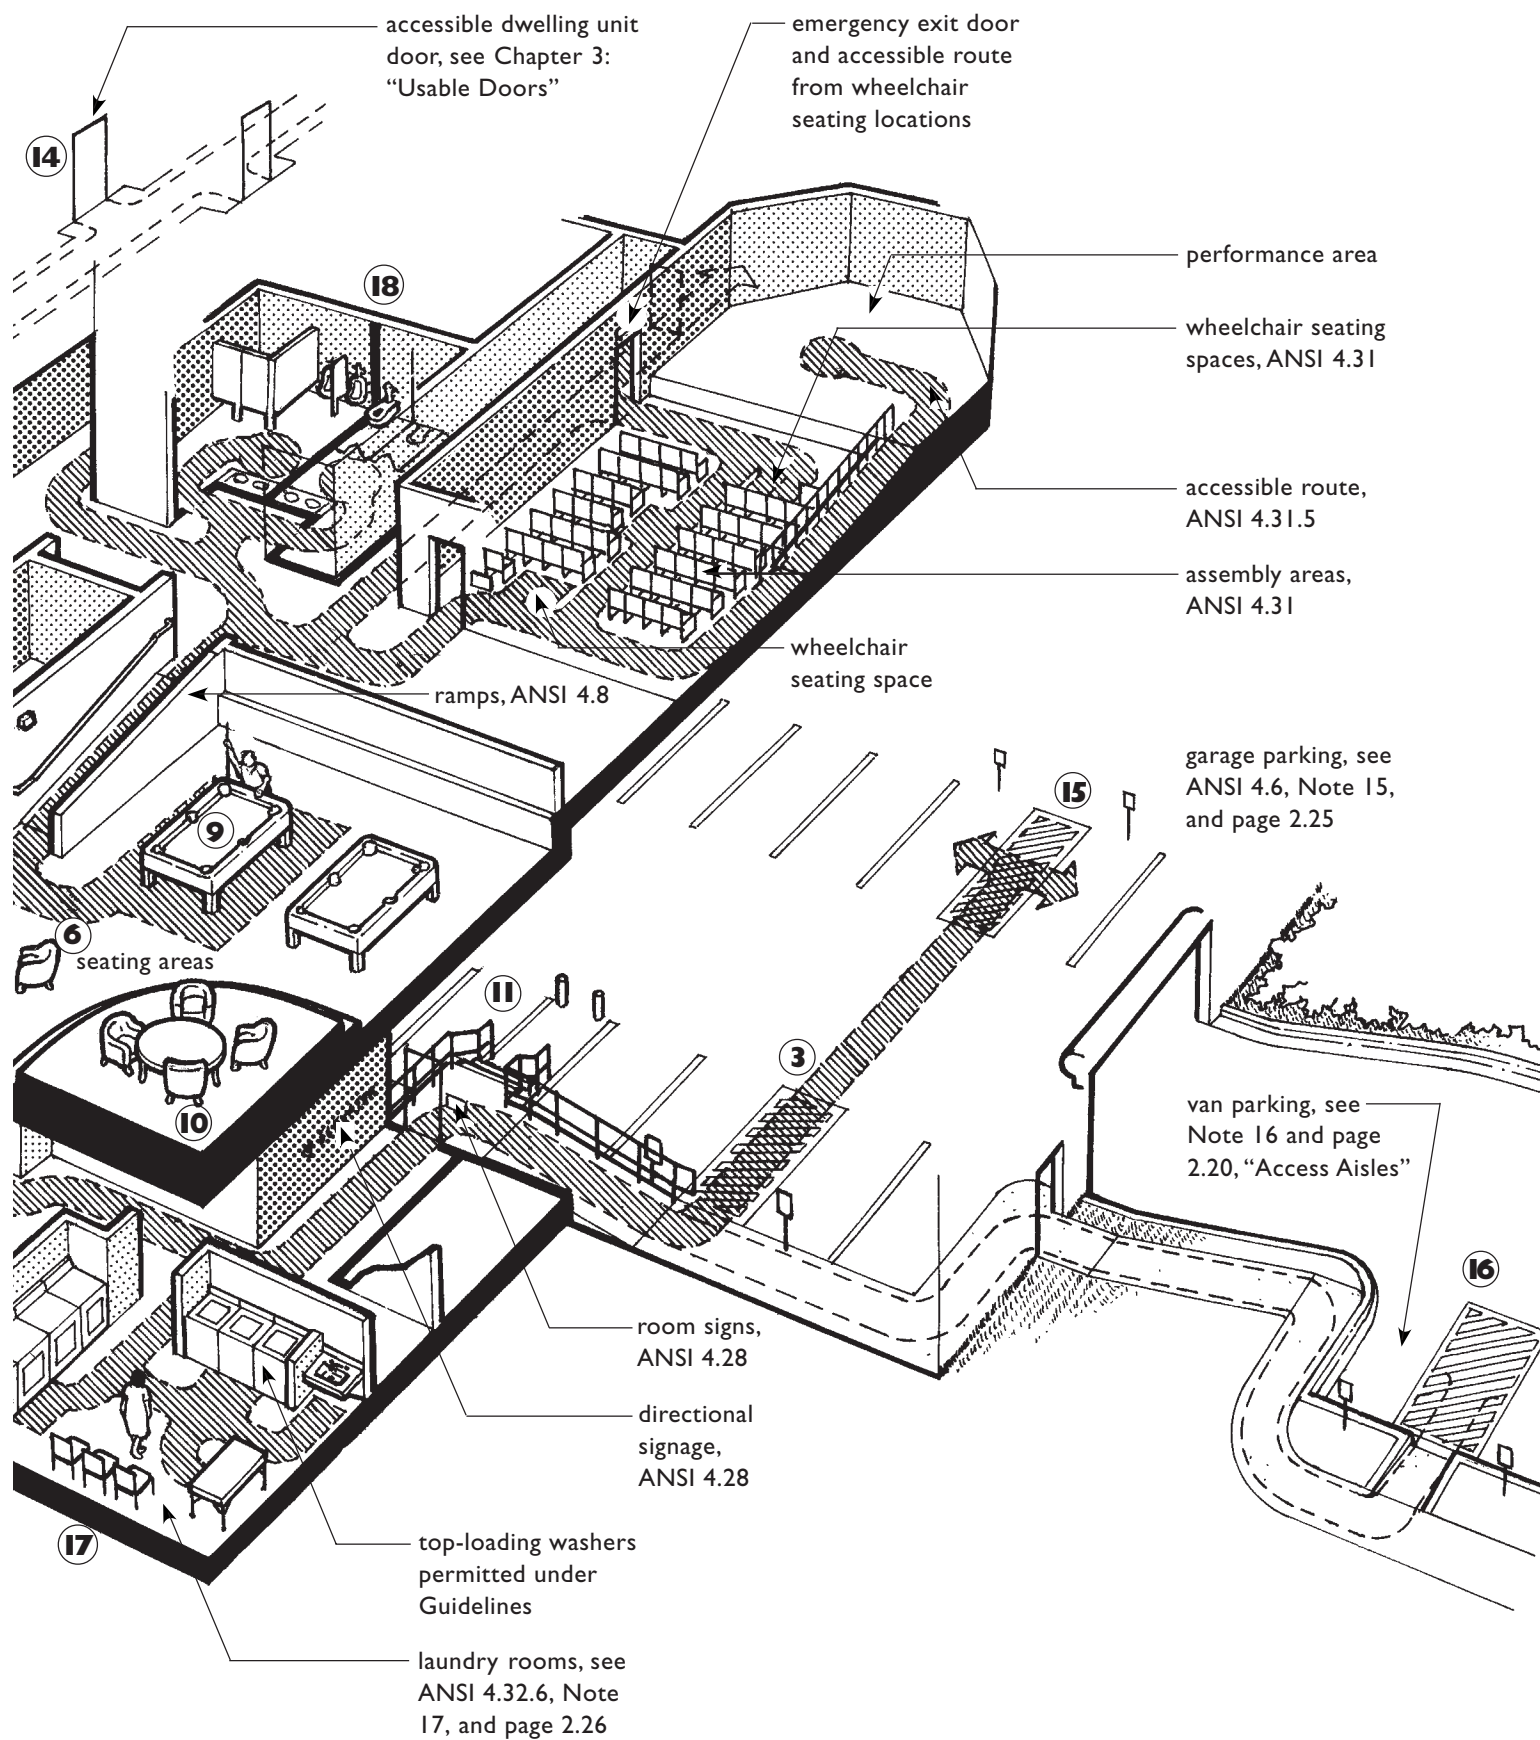 accessible dwelling unit
door, see Chapter 3:
“Usable Doors”
emergency exit door
and accessible route
from wheelchair
seating locations
14
18
performance area
wheelchair seating
spaces, ANSI 4.31
accessible route,
ANSI 4.31.5
assembly areas,
ANSI 4.31
wheelchair
seating space
ramps, ANSI 4.8
garage parking, see
ANSI 4.6, Note 15,
and page 2.25
15
9
6
seating areas
11
3
10
van parking, see
Note 16 and page
2.20, “Access Aisles”
16
room signs,
ANSI 4.28
directional
signage,
ANSI 4.28
17
top-loading washers
permitted under
Guidelines
laundry rooms, see
ANSI 4.32.6, Note
17, and page 2.26